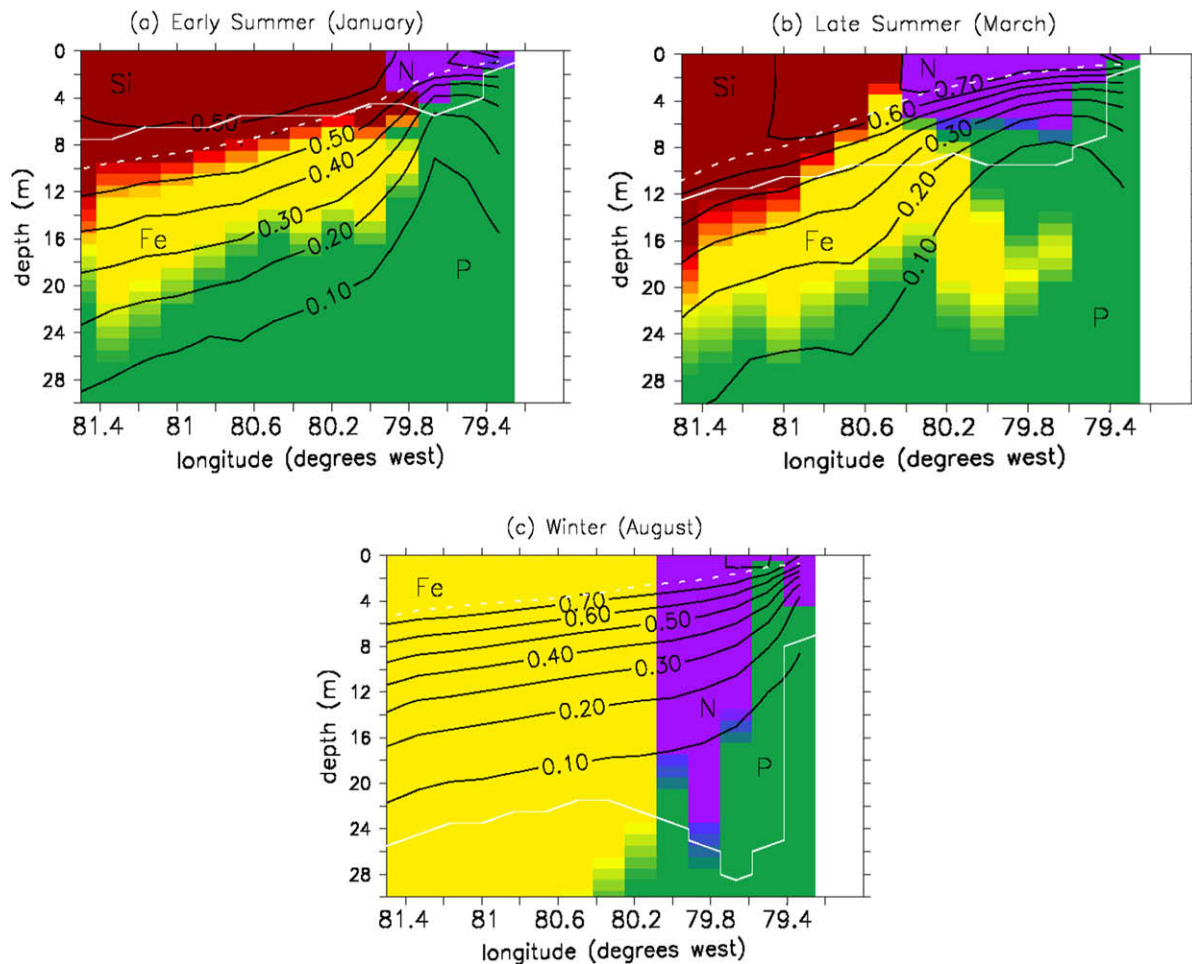 (a) Early Summer (January)
0
4
8
12
16
20
24
28
depth (m)
Si
N
Fe
P
0.50
0.50
0.40
0.30
0.20
0.10
81.4 81 80.6 80.2 79.8 79.4
longitude (degrees west)
(b) Late Summer (March)
0
4
8
12
16
20
24
28
depth (m)
Si
N
Fe
P
0.70
0.60
0.30
0.20
0.10
81.4 81 80.6 80.2 79.8 79.4
longitude (degrees west)
(c) Winter (August)
0
4
8
12
16
20
24
28
depth (m)
Fe
N
P
0.70
0.60
0.50
0.40
0.30
0.20
0.10
81.4 81 80.6 80.2 79.8 79.4
longitude (degrees west)